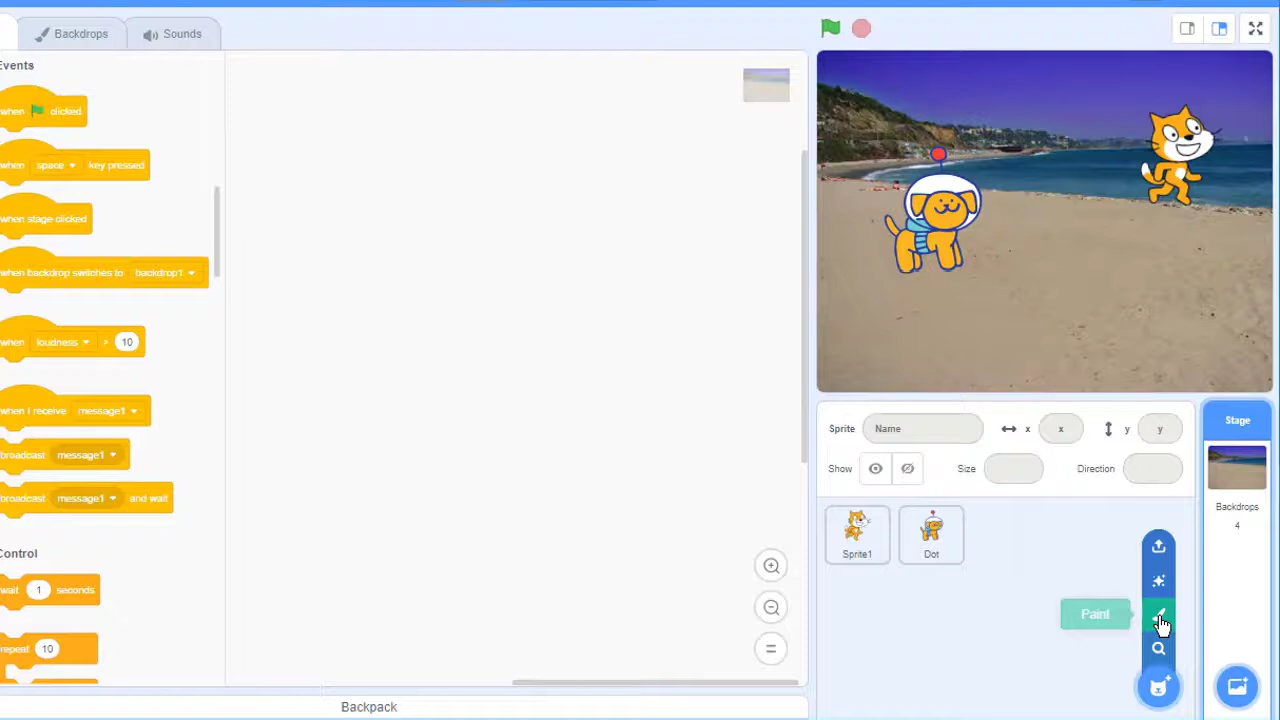 Backdrops
Sounds
Events
when clicked
when space key pressed
when stage clicked
when backdrop switches to backdrop1
when loudness > 10
when I receive message1
broadcast message1
broadcast message1 and wait
Control
wait 1 seconds
repeat 10
Backpack
Sprite Name x x y y
Show Size Direction
Sprite1
Dot
Paint
Stage
Backdrops
4